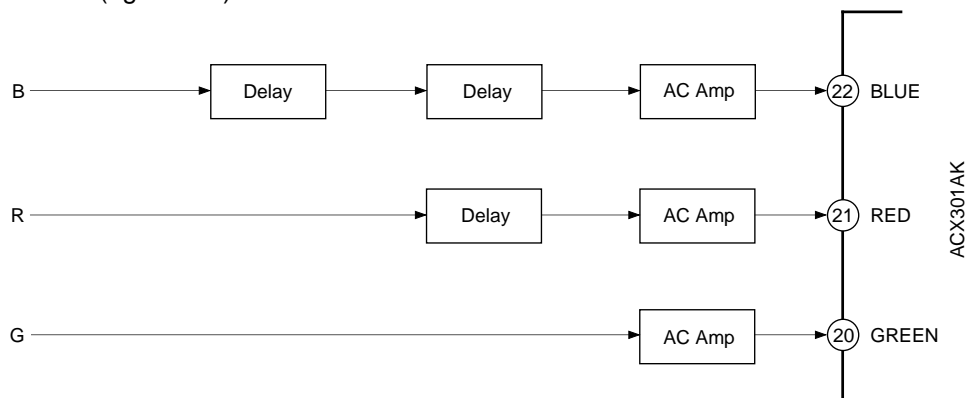 B
Delay
Delay
AC Amp
22
BLUE
R
Delay
AC Amp
21
RED
G
AC Amp
20
GREEN
ACX301AK